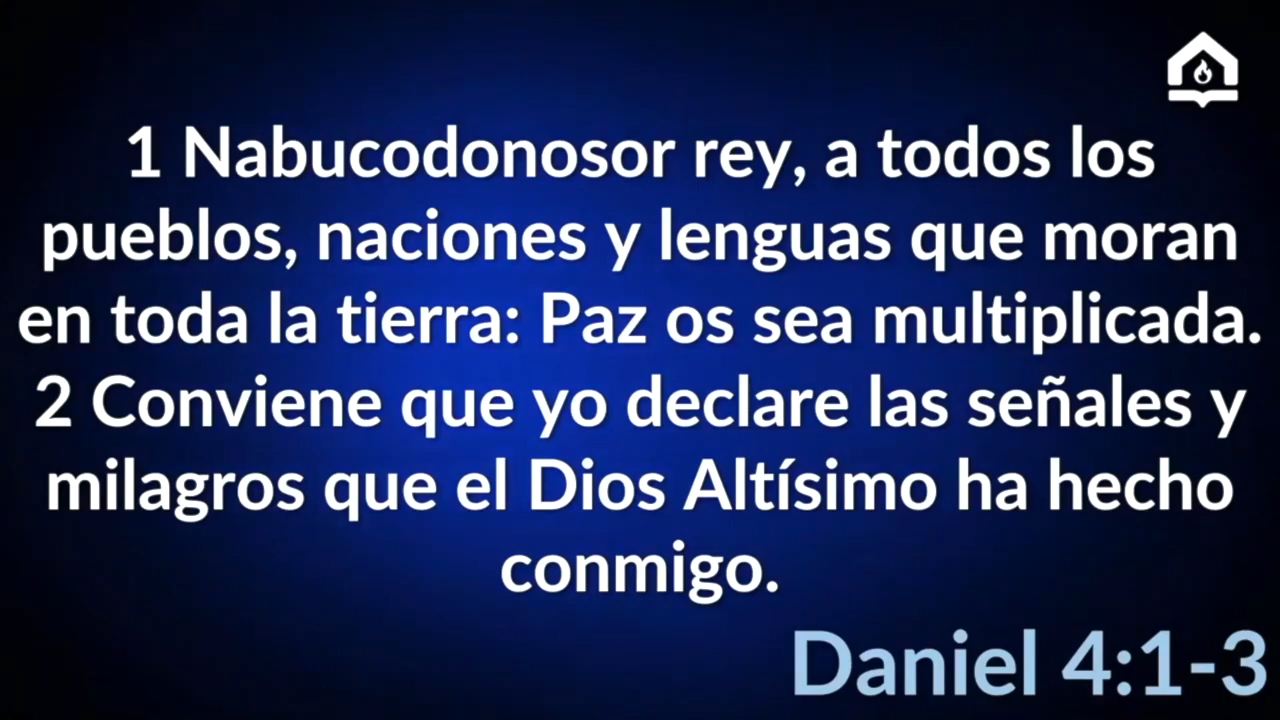 1 Nabucodonosor rey, a todos los
pueblos, naciones y lenguas que moran
en toda la tierra: Paz os sea multiplicada.
2 Conviene que yo declare las señales y
milagros que el Dios Altísimo ha hecho
conmigo.
Daniel 4:1-3